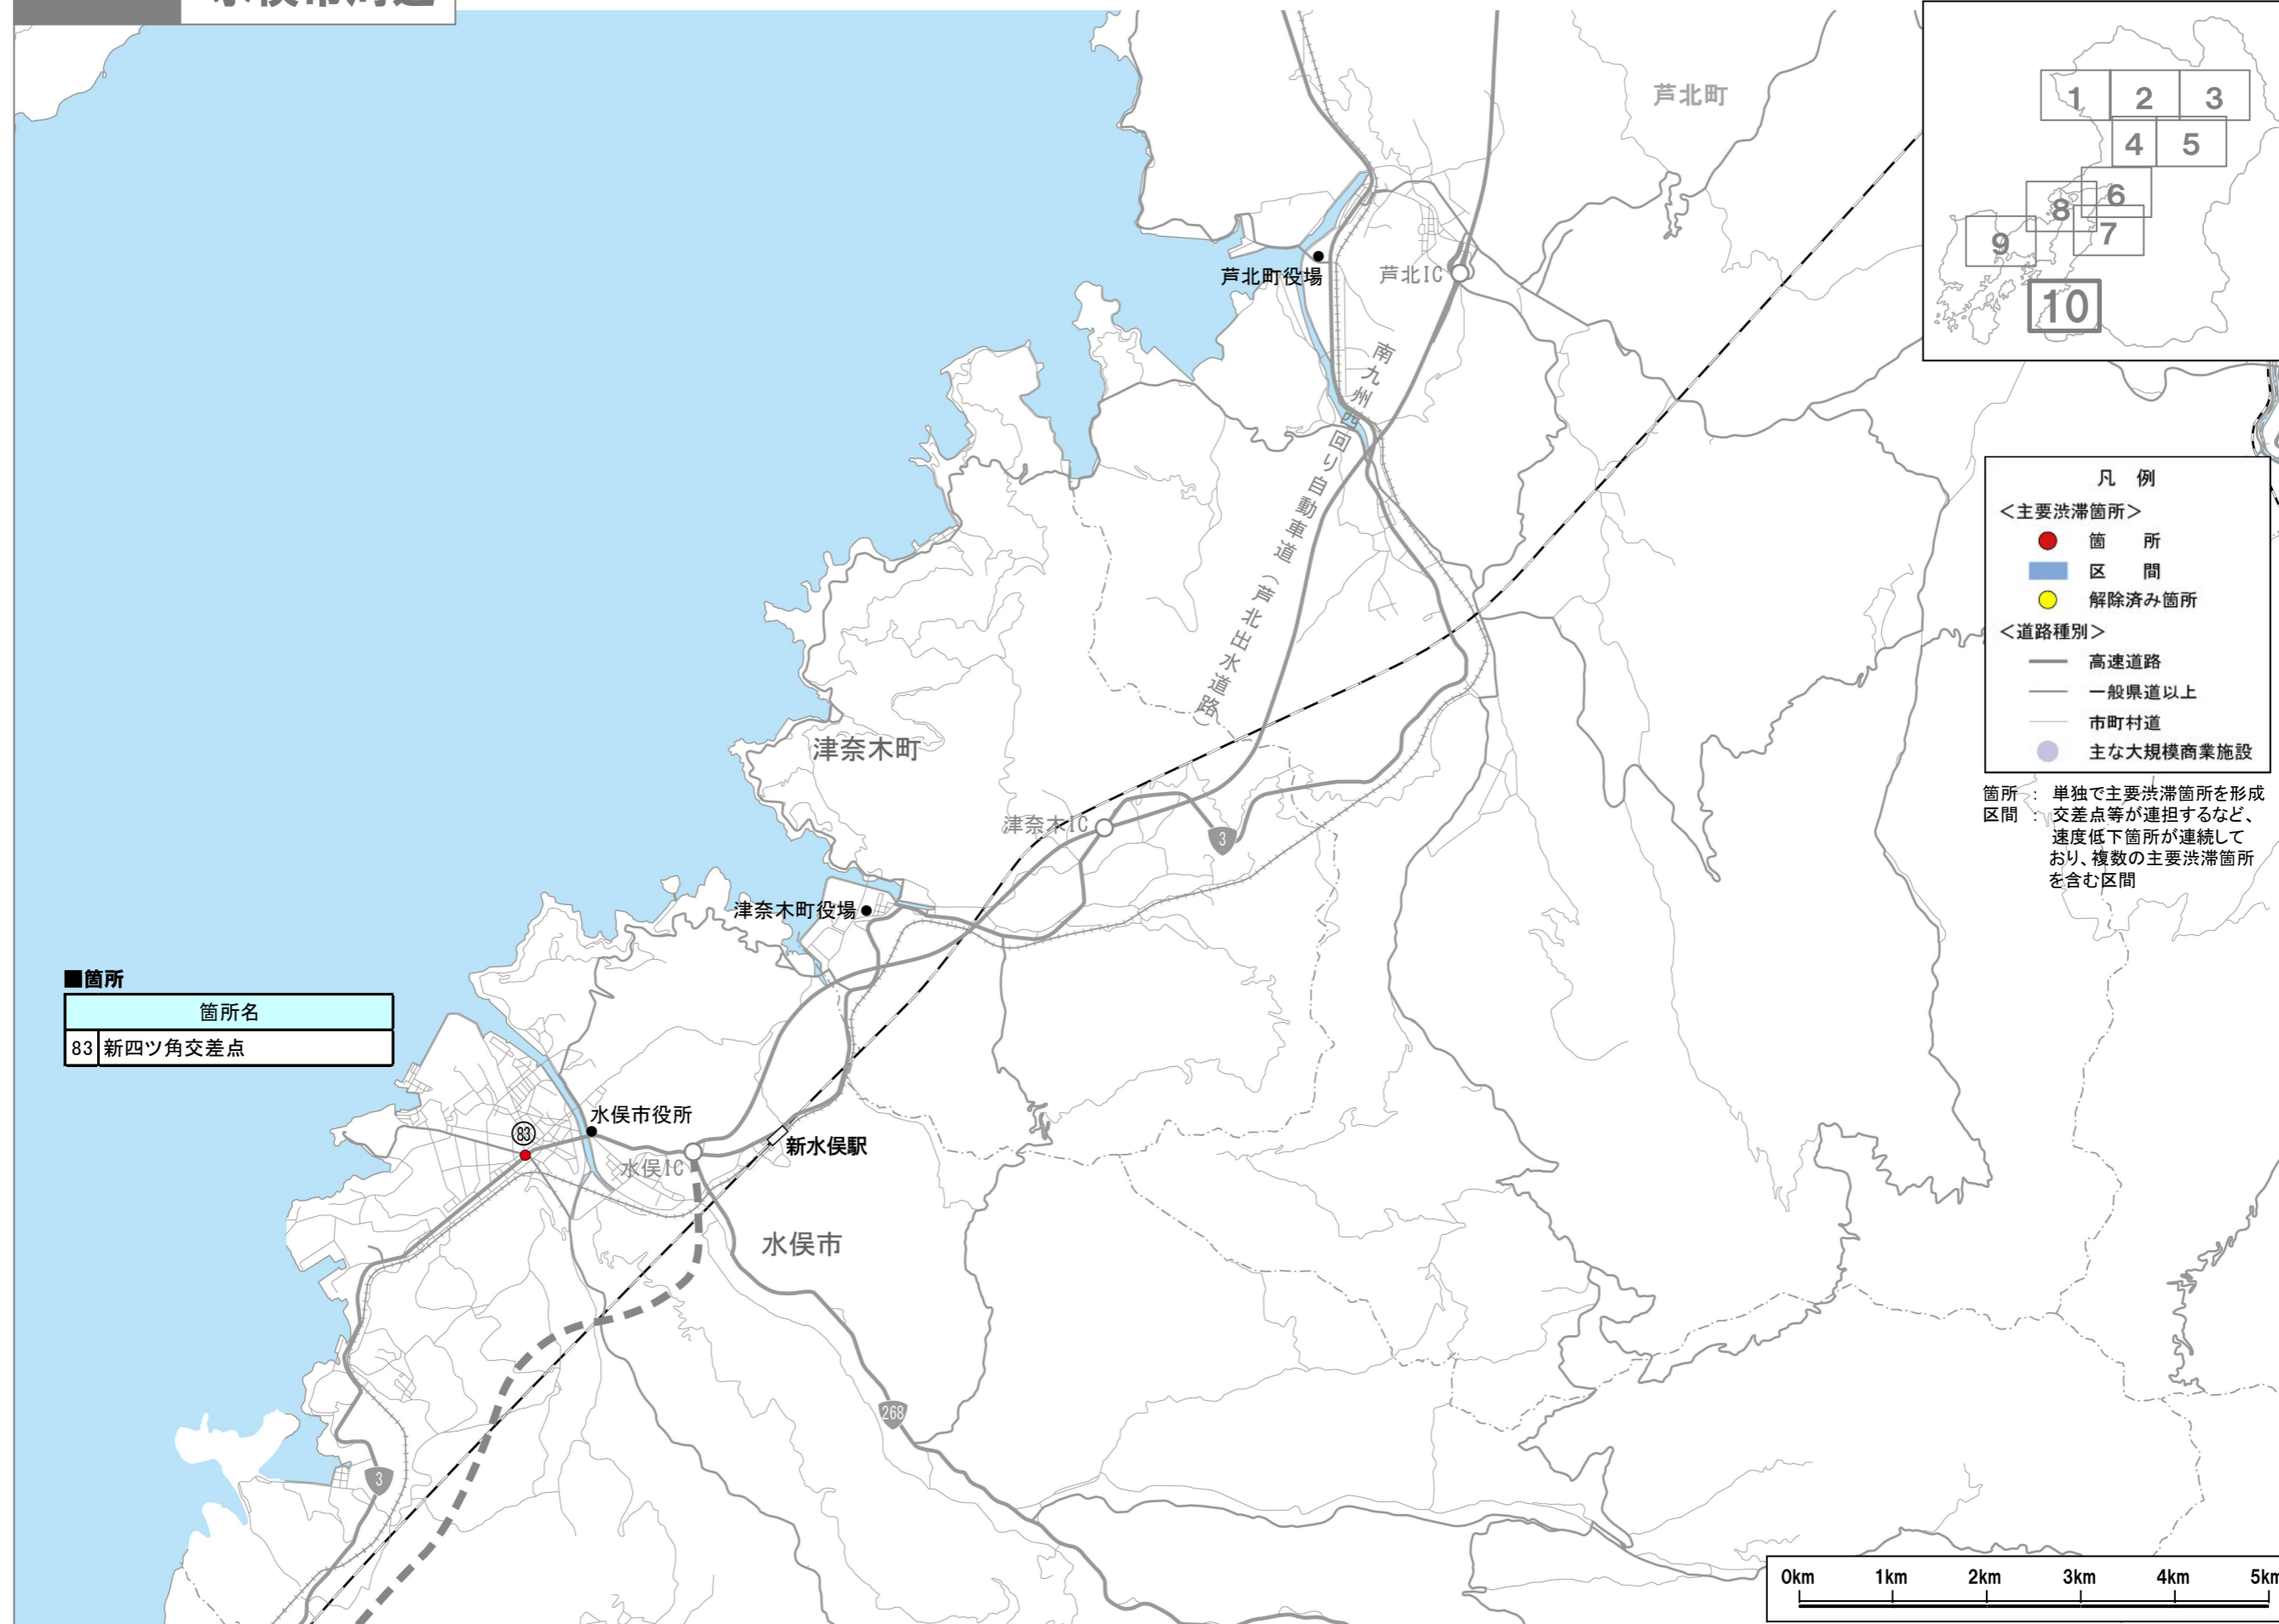 水俣市周辺
芦北町
1
2
3
4
5
6
7
8
9
10
芦北町役場
芦北IC
南九州西回り自動車道(芦北出水道路)
凡 例
<主要渋滞箇所>
箇 所
区 間
解除済み箇所
<道路種別>
高速道路
一般県道以上
市町村道
主な大規模商業施設
箇所 : 単独で主要渋滞箇所を形成
区間 : 交差点等が連担するなど、
速度低下箇所が連続して
おり、複数の主要渋滞箇所
を含む区間
津奈木町
津奈木IC
3
津奈木町役場
■箇所
箇所名
83 新四ツ角交差点
83
水俣市役所
水俣IC
新水俣駅
水俣市
268
3
0km 1km 2km 3km 4km 5km